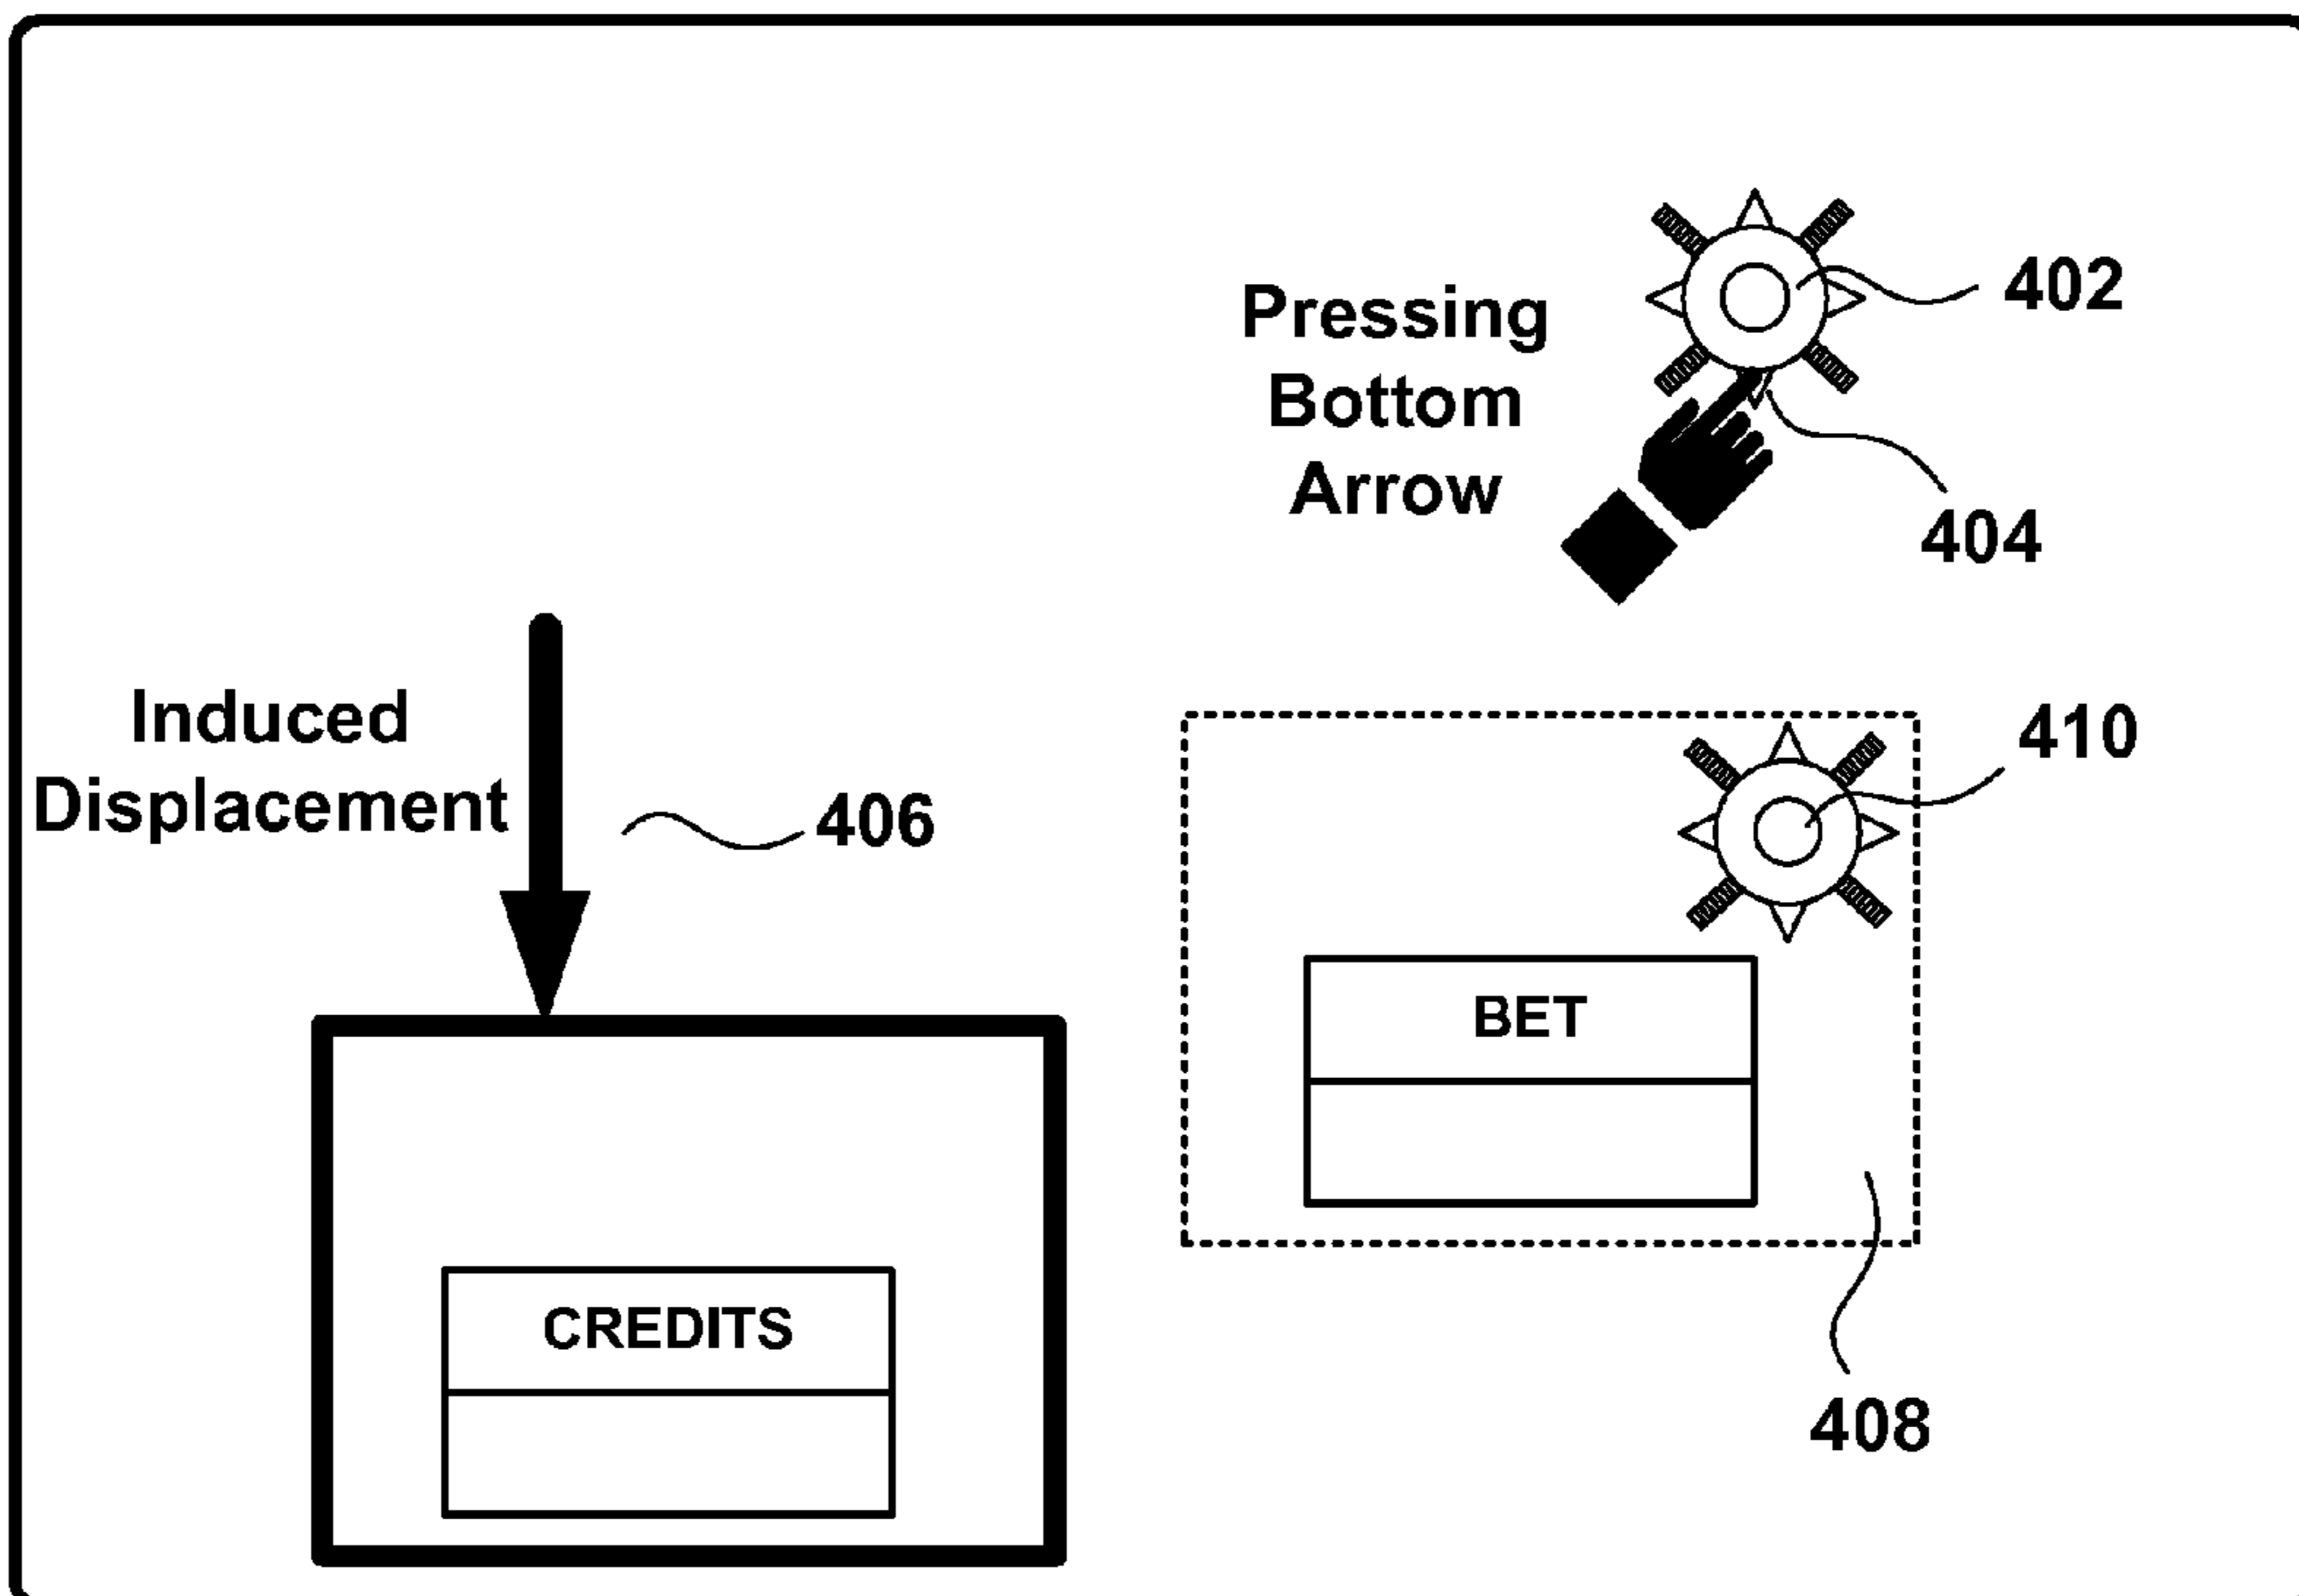 Pressing
Bottom
Arrow
402
404
Induced
Displacement
406
410
BET
CREDITS
408